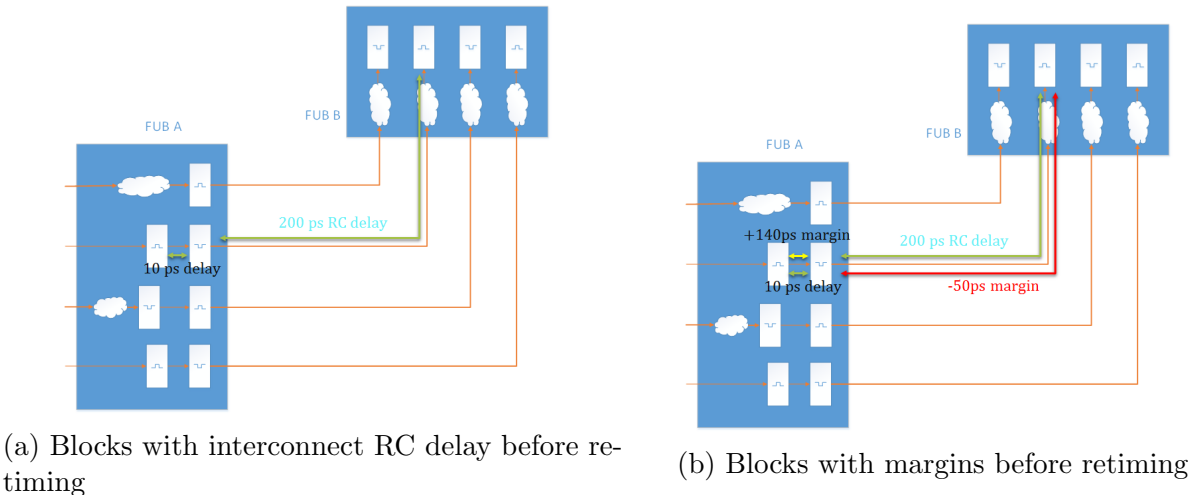 FUB A
FUB B
200 ps RC delay
10 ps delay
(a) Blocks with interconnect RC delay before re-
timing
FUB A
FUB B
+140ps margin
200 ps RC delay
10 ps delay
-50ps margin
(b) Blocks with margins before retiming